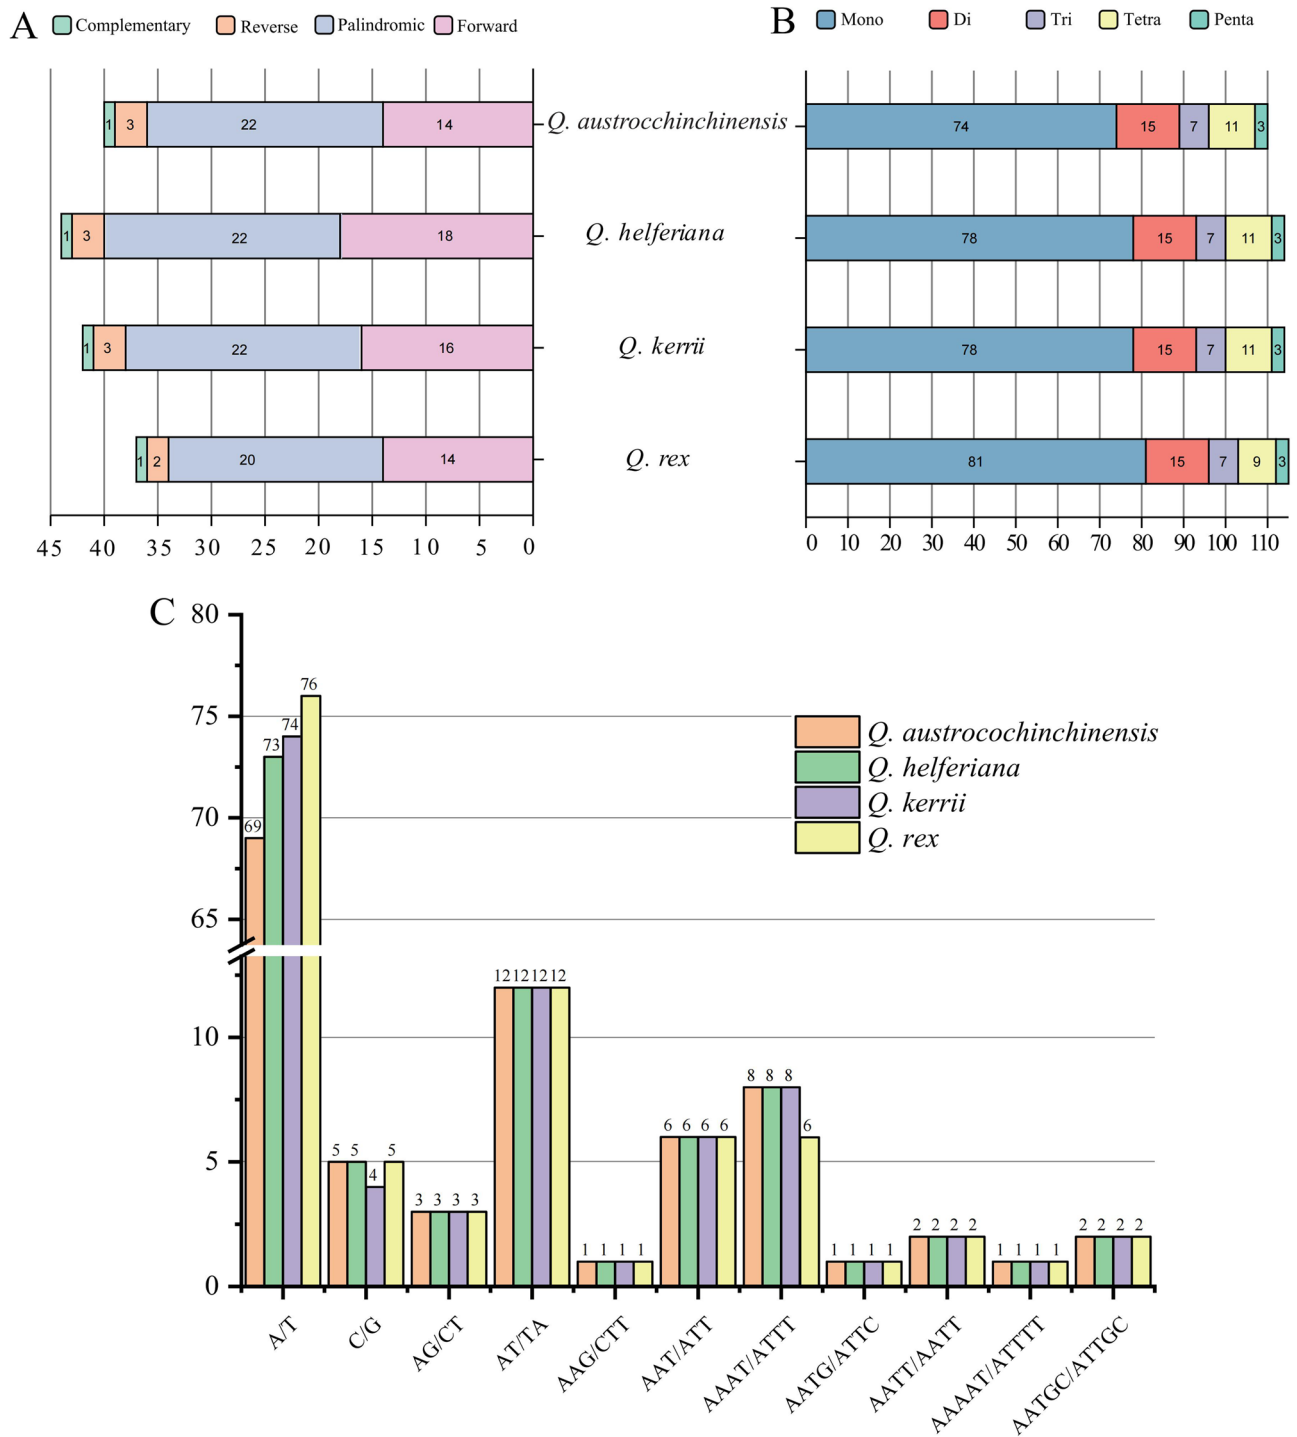 A
Complementary Reverse Palindromic Forward
1 3 22 14
1 3 22 18
1 3 22 16
1 2 20 14
45 40 35 30 25 20 15 10 5 0
Q. austrocchinchinensis
Q. helferiana
Q. kerrii
Q. rex
B
Mono Di Tri Tetra Penta
74 15 7 11 3
78 15 7 11 3
78 15 7 11 3
81 15 7 9 3
0 10 20 30 40 50 60 70 80 90 100 110
C
80
75
70
65
10
5
0
69 73 74 76
5 5 4 5
3 3 3 3
12 12 12 12
1 1 1 1
6 6 6 6
8 8 8 6
1 1 1 1
2 2 2 2
1 1 1 1
2 2 2 2
Q. austrocochinchinensis
Q. helferiana
Q. kerrii
Q. rex
A/T
C/G
AG/CT
AT/TA
AAG/CTT
AAT/ATT
AAAT/ATTT
AATG/ATTC
AATT/AATT
AAAAT/ATTTT
AATGC/ATTGC